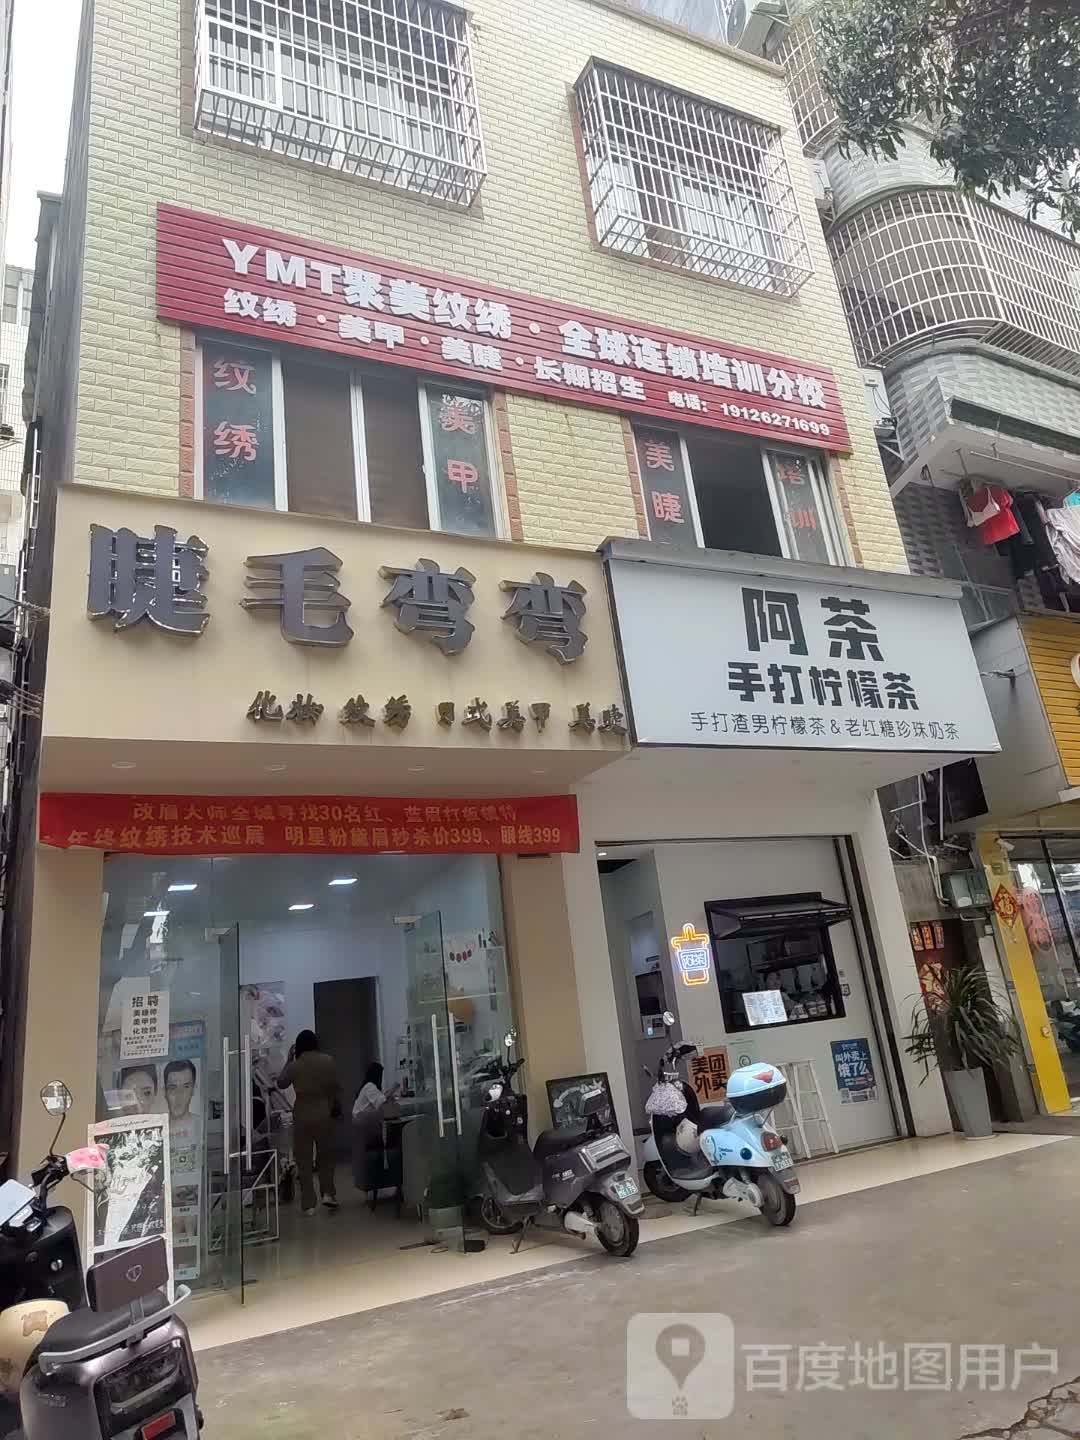 YMT聚美纹绣·全球连锁培训分校
纹绣·美甲·美睫·长期招生 电话：19126271699
纹绣
美甲
美睫
培训
睫毛弯弯
化妆 纹绣 日式美甲 美睫
阿茶
手打柠檬茶
手打渣男柠檬茶&老红糖珍珠奶茶
改眉大师全城寻找30名红、蓝眉打板模特
年终纹绣技术巡展 明星粉黛眉秒杀价399、眼线399
招聘
美睫师
美甲师
化妆师
美团
外卖
叫外卖上
饿了么
福
百度地图用户